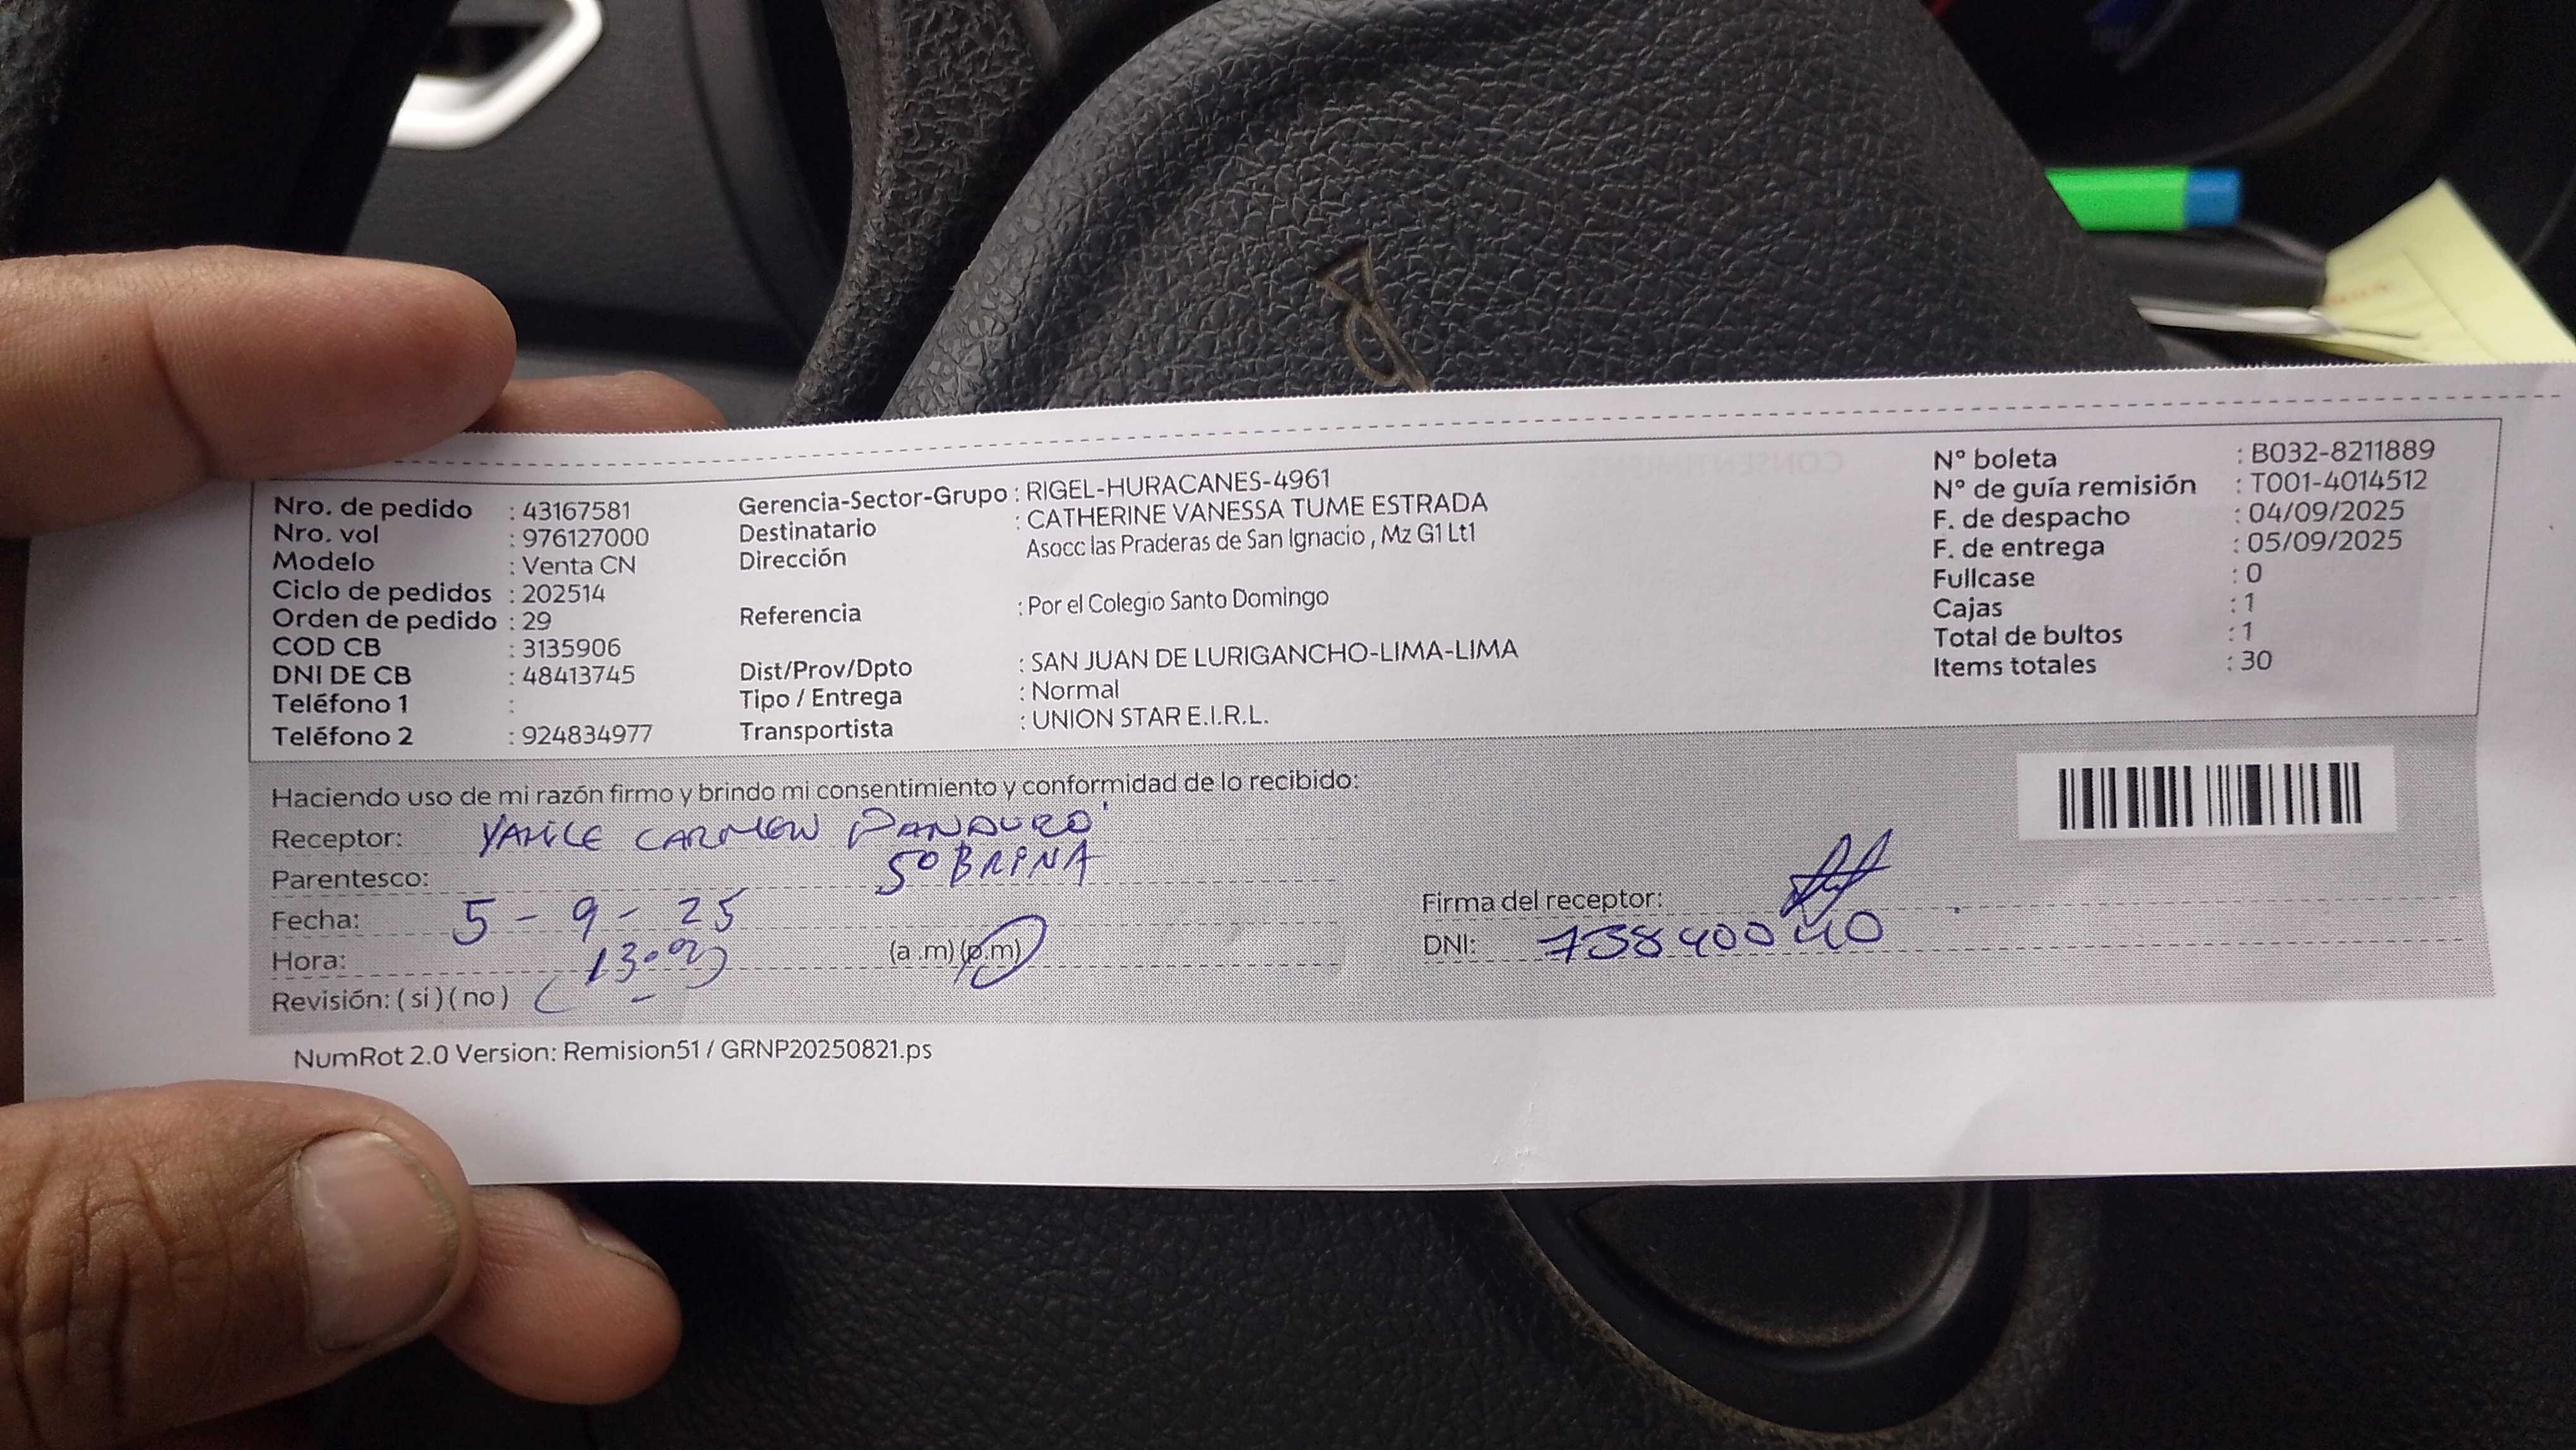 Nro. de pedido : 43167581
Nro. vol : 976127000
Modelo : Venta CN
Ciclo de pedidos : 202514
Orden de pedido : 29
COD CB : 3135906
DNI DE CB : 48413745
Teléfono 1 :
Teléfono 2 : 924834977
Gerencia-Sector-Grupo : RIGEL-HURACANES-4961
Destinatario : CATHERINE VANESSA TUME ESTRADA
Dirección Asocc las Praderas de San Ignacio , Mz G1 Lt1
Referencia : Por el Colegio Santo Domingo
Dist/Prov/Dpto : SAN JUAN DE LURIGANCHO-LIMA-LIMA
Tipo / Entrega : Normal
Transportista : UNION STAR E.I.R.L.
N° boleta : B032-8211889
N° de guía remisión : T001-4014512
F. de despacho : 04/09/2025
F. de entrega : 05/09/2025
Fullcase : 0
Cajas : 1
Total de bultos : 1
Items totales : 30
Haciendo uso de mi razón firmo y brindo mi consentimiento y conformidad de lo recibido:
Receptor: CARMEN PANDURO
Parentesco: SOBRINA
Fecha: 5 - 9 - 25
Hora: (a .m) (p.m)
Revisión: ( si ) ( no )
Firma del receptor:
DNI: 73840040
NumRot 2.0 Version: Remision51 / GRNP20250821.ps